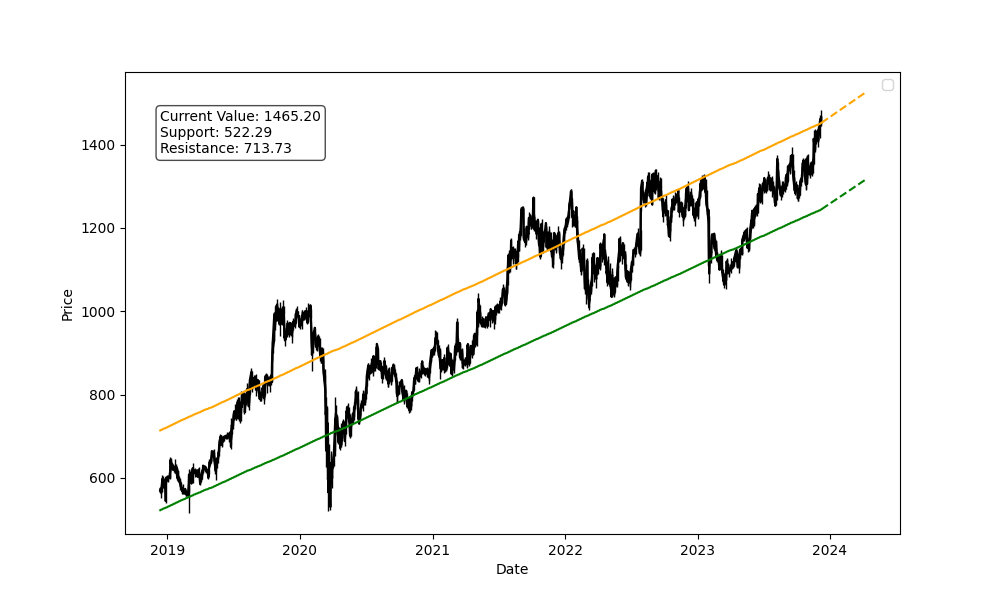 Current Value: 1465.20
Support: 522.29
Resistance: 713.73
Price
1400
1200
1000
800
600
2019 2020 2021 2022 2023 2024
Date